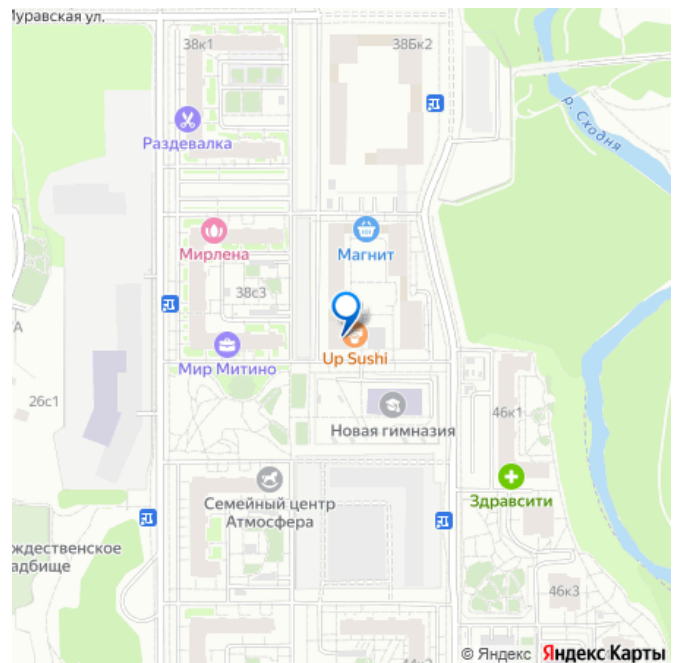 Муравская ул.
38к1
38Бк2
р. Сходня
Раздевалка
Мирлена
Магнит
38с3
А
Up Sushi
Мир Митино
26с1
46к1
Новая гимназия
Здравсити
Семейный центр
Атмосфера
ждественское
адбище
46к3
© Яндекс Яндекс Карты